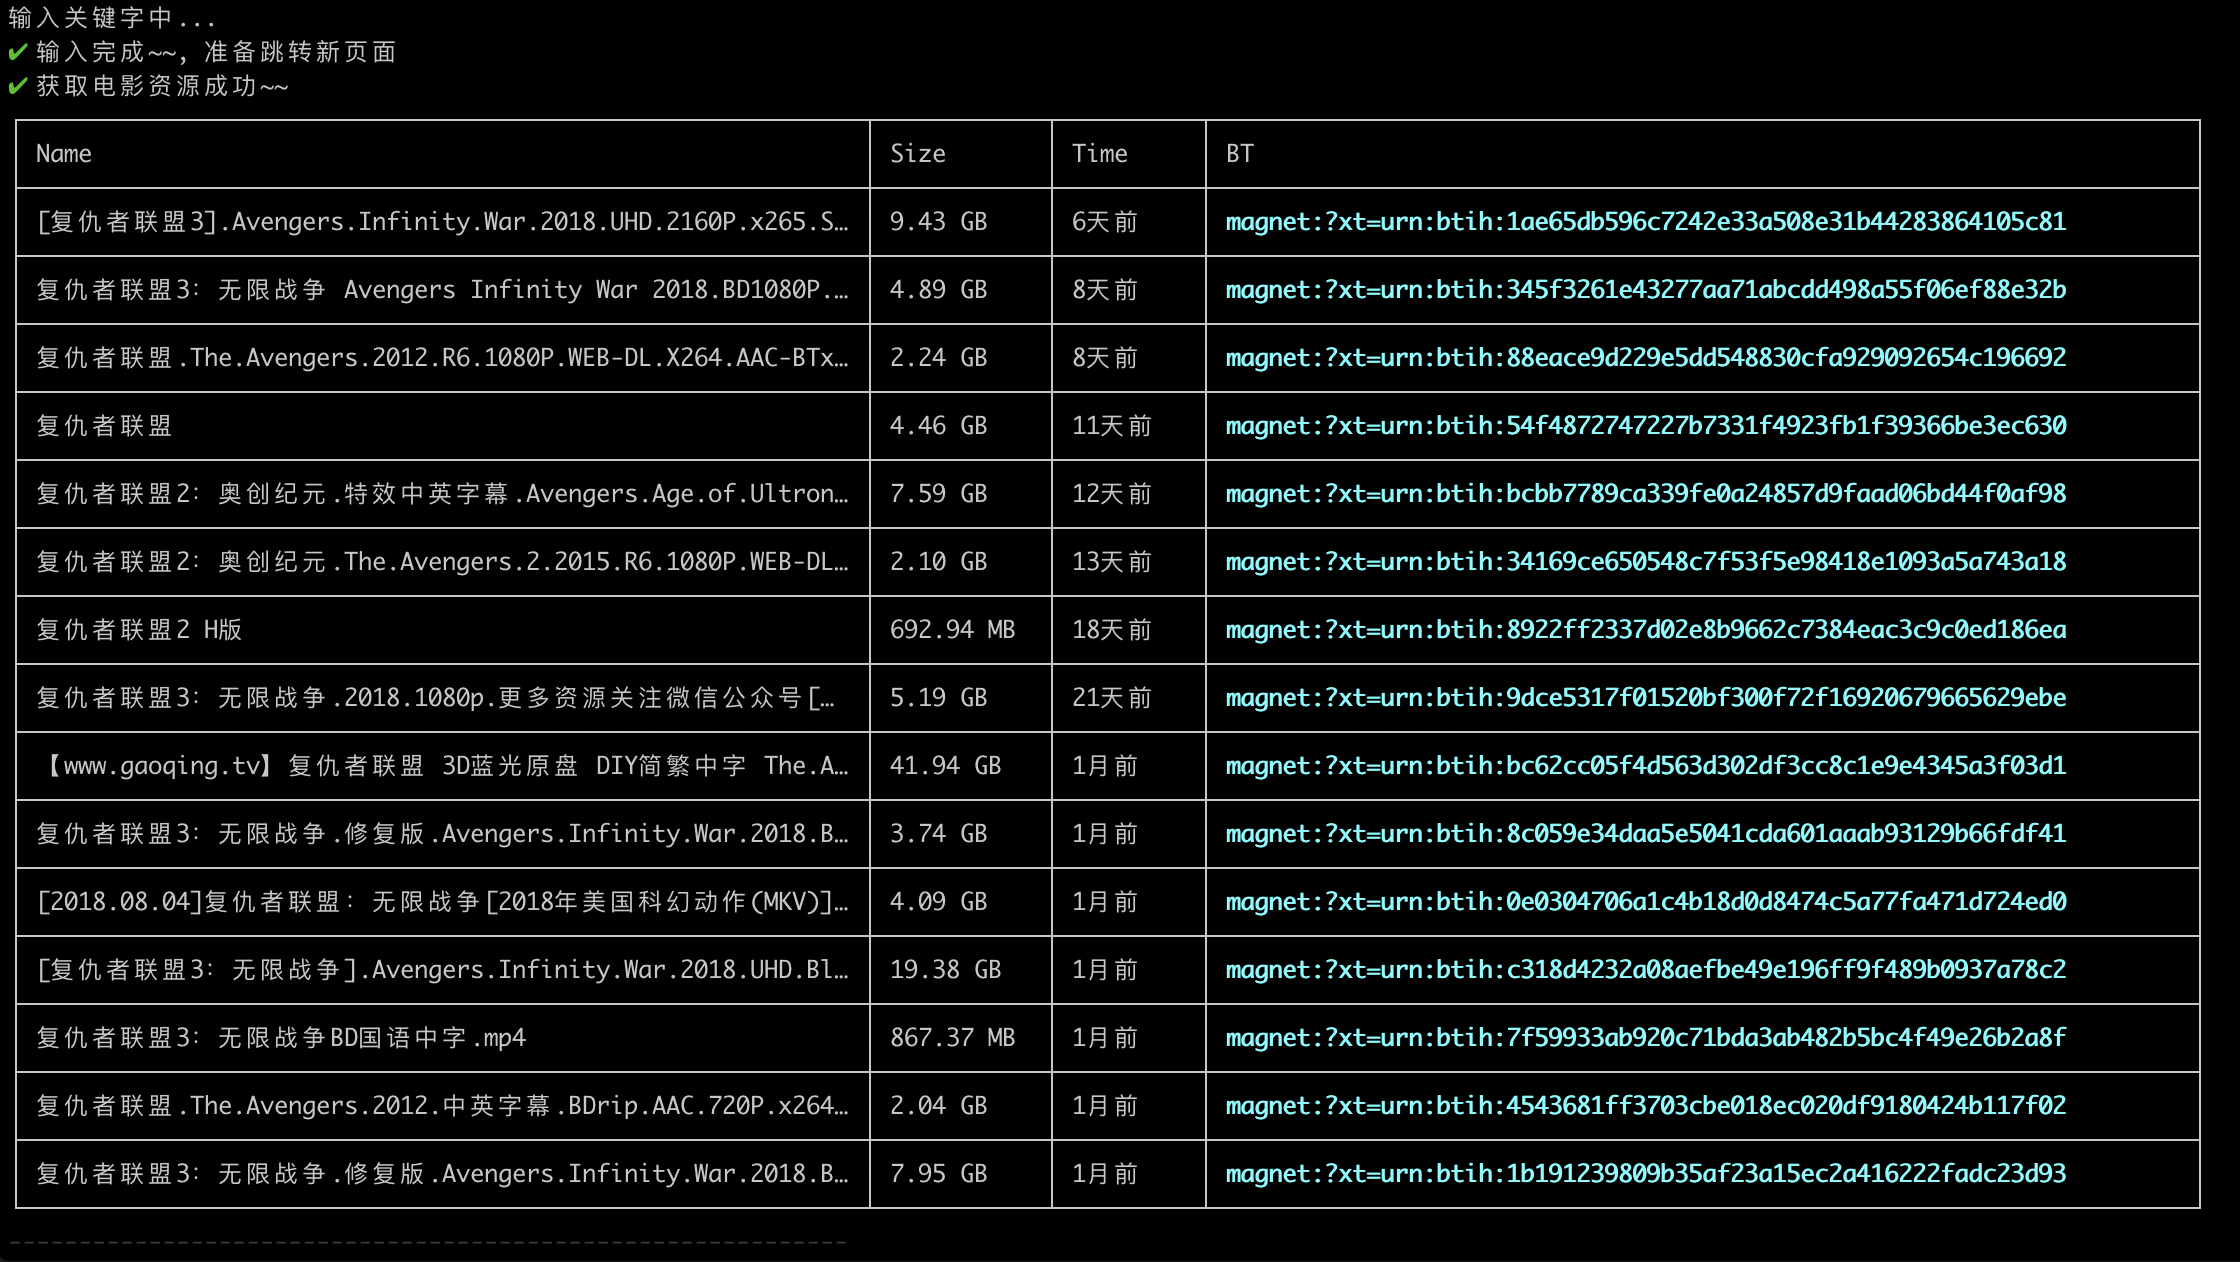 输入关键字中...
✔ 输入完成~~, 准备跳转新页面
✔ 获取电影资源成功~~
Name Size Time BT
[复仇者联盟3].Avengers.Infinity.War.2018.UHD.2160P.x265.S… 9.43 GB 6天前 magnet:?xt=urn:btih:1ae65db596c7242e33a508e31b44283864105c81
复仇者联盟3: 无限战争 Avengers Infinity War 2018.BD1080P.… 4.89 GB 8天前 magnet:?xt=urn:btih:345f3261e43277aa71abcdd498a55f06ef88e32b
复仇者联盟.The.Avengers.2012.R6.1080P.WEB-DL.X264.AAC-BTx… 2.24 GB 8天前 magnet:?xt=urn:btih:88eace9d229e5dd548830cfa929092654c196692
复仇者联盟 4.46 GB 11天前 magnet:?xt=urn:btih:54f4872747227b7331f4923fb1f39366be3ec630
复仇者联盟2: 奥创纪元.特效中英字幕.Avengers.Age.of.Ultron… 7.59 GB 12天前 magnet:?xt=urn:btih:bcbb7789ca339fe0a24857d9faad06bd44f0af98
复仇者联盟2: 奥创纪元.The.Avengers.2.2015.R6.1080P.WEB-DL… 2.10 GB 13天前 magnet:?xt=urn:btih:34169ce650548c7f53f5e98418e1093a5a743a18
复仇者联盟2 H版 692.94 MB 18天前 magnet:?xt=urn:btih:8922ff2337d02e8b9662c7384eac3c9c0ed186ea
复仇者联盟3: 无限战争.2018.1080p.更多资源关注微信公众号[… 5.19 GB 21天前 magnet:?xt=urn:btih:9dce5317f01520bf300f72f16920679665629ebe
【www.gaoqing.tv】复仇者联盟 3D蓝光原盘 DIY简繁中字 The.A… 41.94 GB 1月前 magnet:?xt=urn:btih:bc62cc05f4d563d302df3cc8c1e9e4345a3f03d1
复仇者联盟3: 无限战争.修复版.Avengers.Infinity.War.2018.B… 3.74 GB 1月前 magnet:?xt=urn:btih:8c059e34daa5e5041cda601aaab93129b66fdf41
[2018.08.04]复仇者联盟: 无限战争[2018年美国科幻动作(MKV)]… 4.09 GB 1月前 magnet:?xt=urn:btih:0e0304706a1c4b18d0d8474c5a77fa471d724ed0
[复仇者联盟3: 无限战争].Avengers.Infinity.War.2018.UHD.Bl… 19.38 GB 1月前 magnet:?xt=urn:btih:c318d4232a08aefbe49e196ff9f489b0937a78c2
复仇者联盟3: 无限战争BD国语中字.mp4 867.37 MB 1月前 magnet:?xt=urn:btih:7f59933ab920c71bda3ab482b5bc4f49e26b2a8f
复仇者联盟.The.Avengers.2012.中英字幕.BDrip.AAC.720P.x264… 2.04 GB 1月前 magnet:?xt=urn:btih:4543681ff3703cbe018ec020df9180424b117f02
复仇者联盟3: 无限战争.修复版.Avengers.Infinity.War.2018.B… 7.95 GB 1月前 magnet:?xt=urn:btih:1b191239809b35af23a15ec2a416222fadc23d93
------------------------------------------------------------